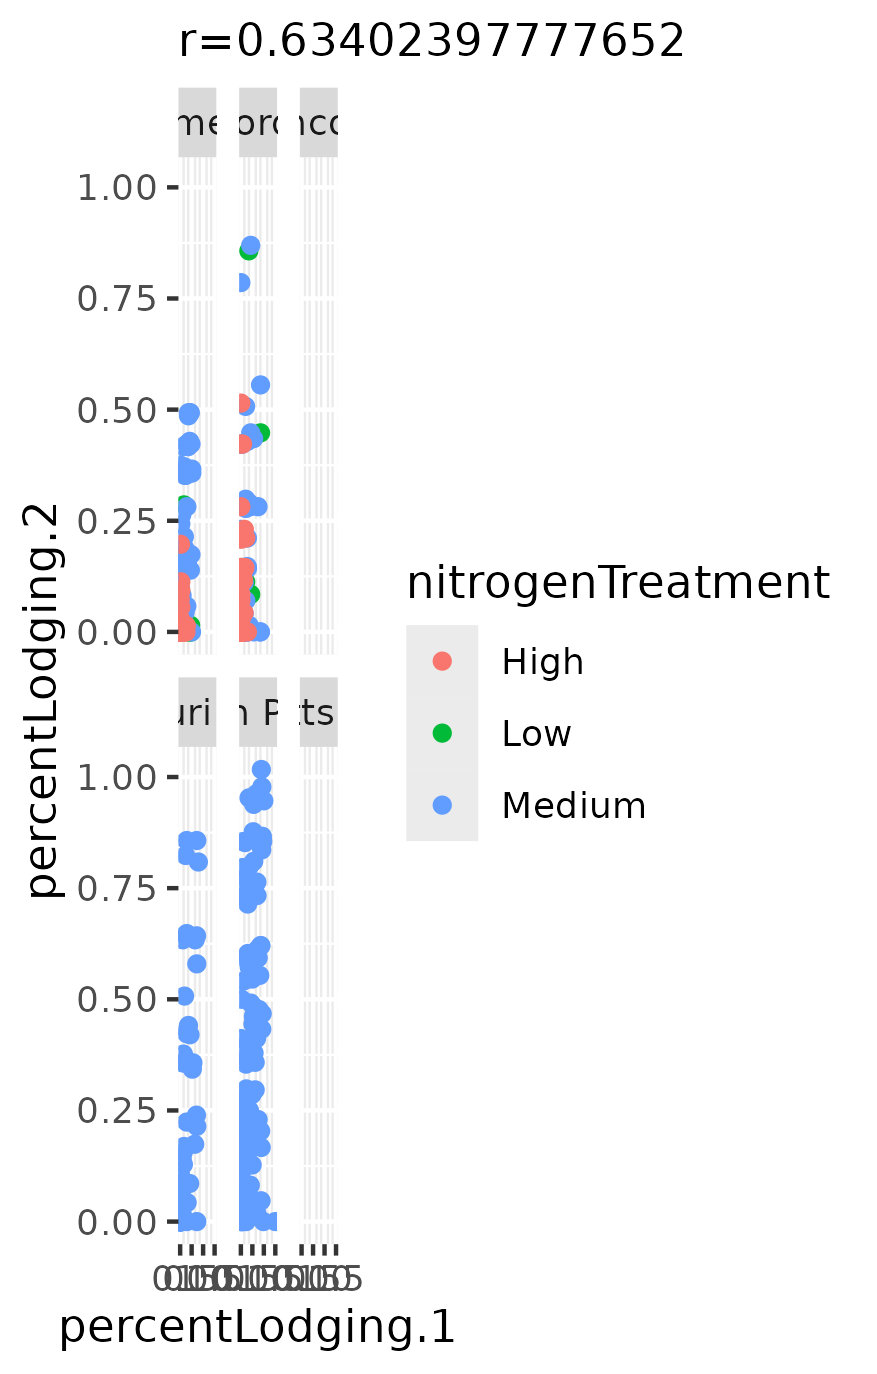 r=0.63402397777652
1.00
0.75
0.50
0.25
0.00
percentLodging.2
1.00
0.75
0.50
0.25
0.00
percentLodging.1
nitrogenTreatment
High
Low
Medium